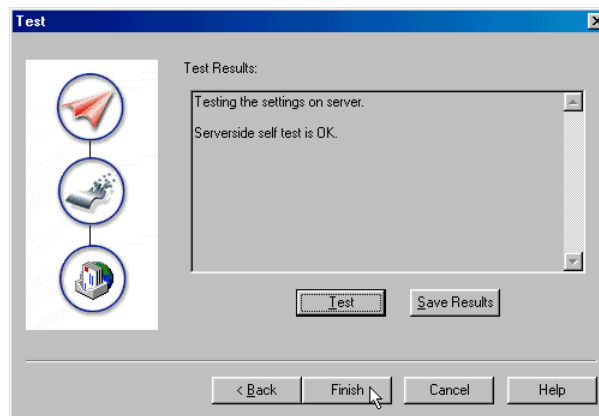 Test
Test Results:
Testing the settings on server.
Serverside self test is OK.
Test Save Results
< Back Finish Cancel Help